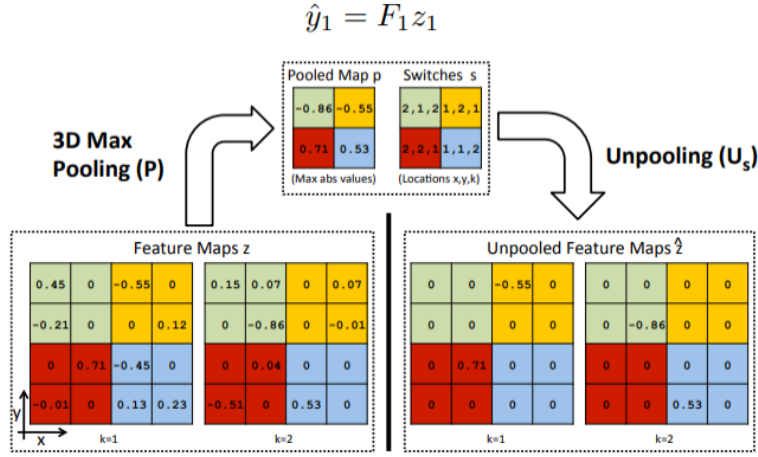 ŷ₁ = F₁z₁
Pooled Map p Switches s
-0.86 -0.55 2,1,2 1,2,1
0.71 0.53 2,2,1 1,1,2
(Max abs values) (Locations x,y,k)
3D Max
Pooling (P)
Unpooling (Uₛ)
Feature Maps z
0.45 0 -0.55 0 0.15 0.07 0 0.07
-0.21 0 0 0.12 0 -0.86 0 -0.01
0 0.71 -0.45 0 0 0.04 0 0
-0.01 0 0.13 0.23 -0.51 0 0.53 0
y
x
k=1 k=2
Unpooled Feature Maps ẑ
0 0 -0.55 0 0 0 0 0
0 0 0 0 0 -0.86 0 0
0 0.71 0 0 0 0 0 0
0 0 0 0 0 0 0.53 0
k=1 k=2